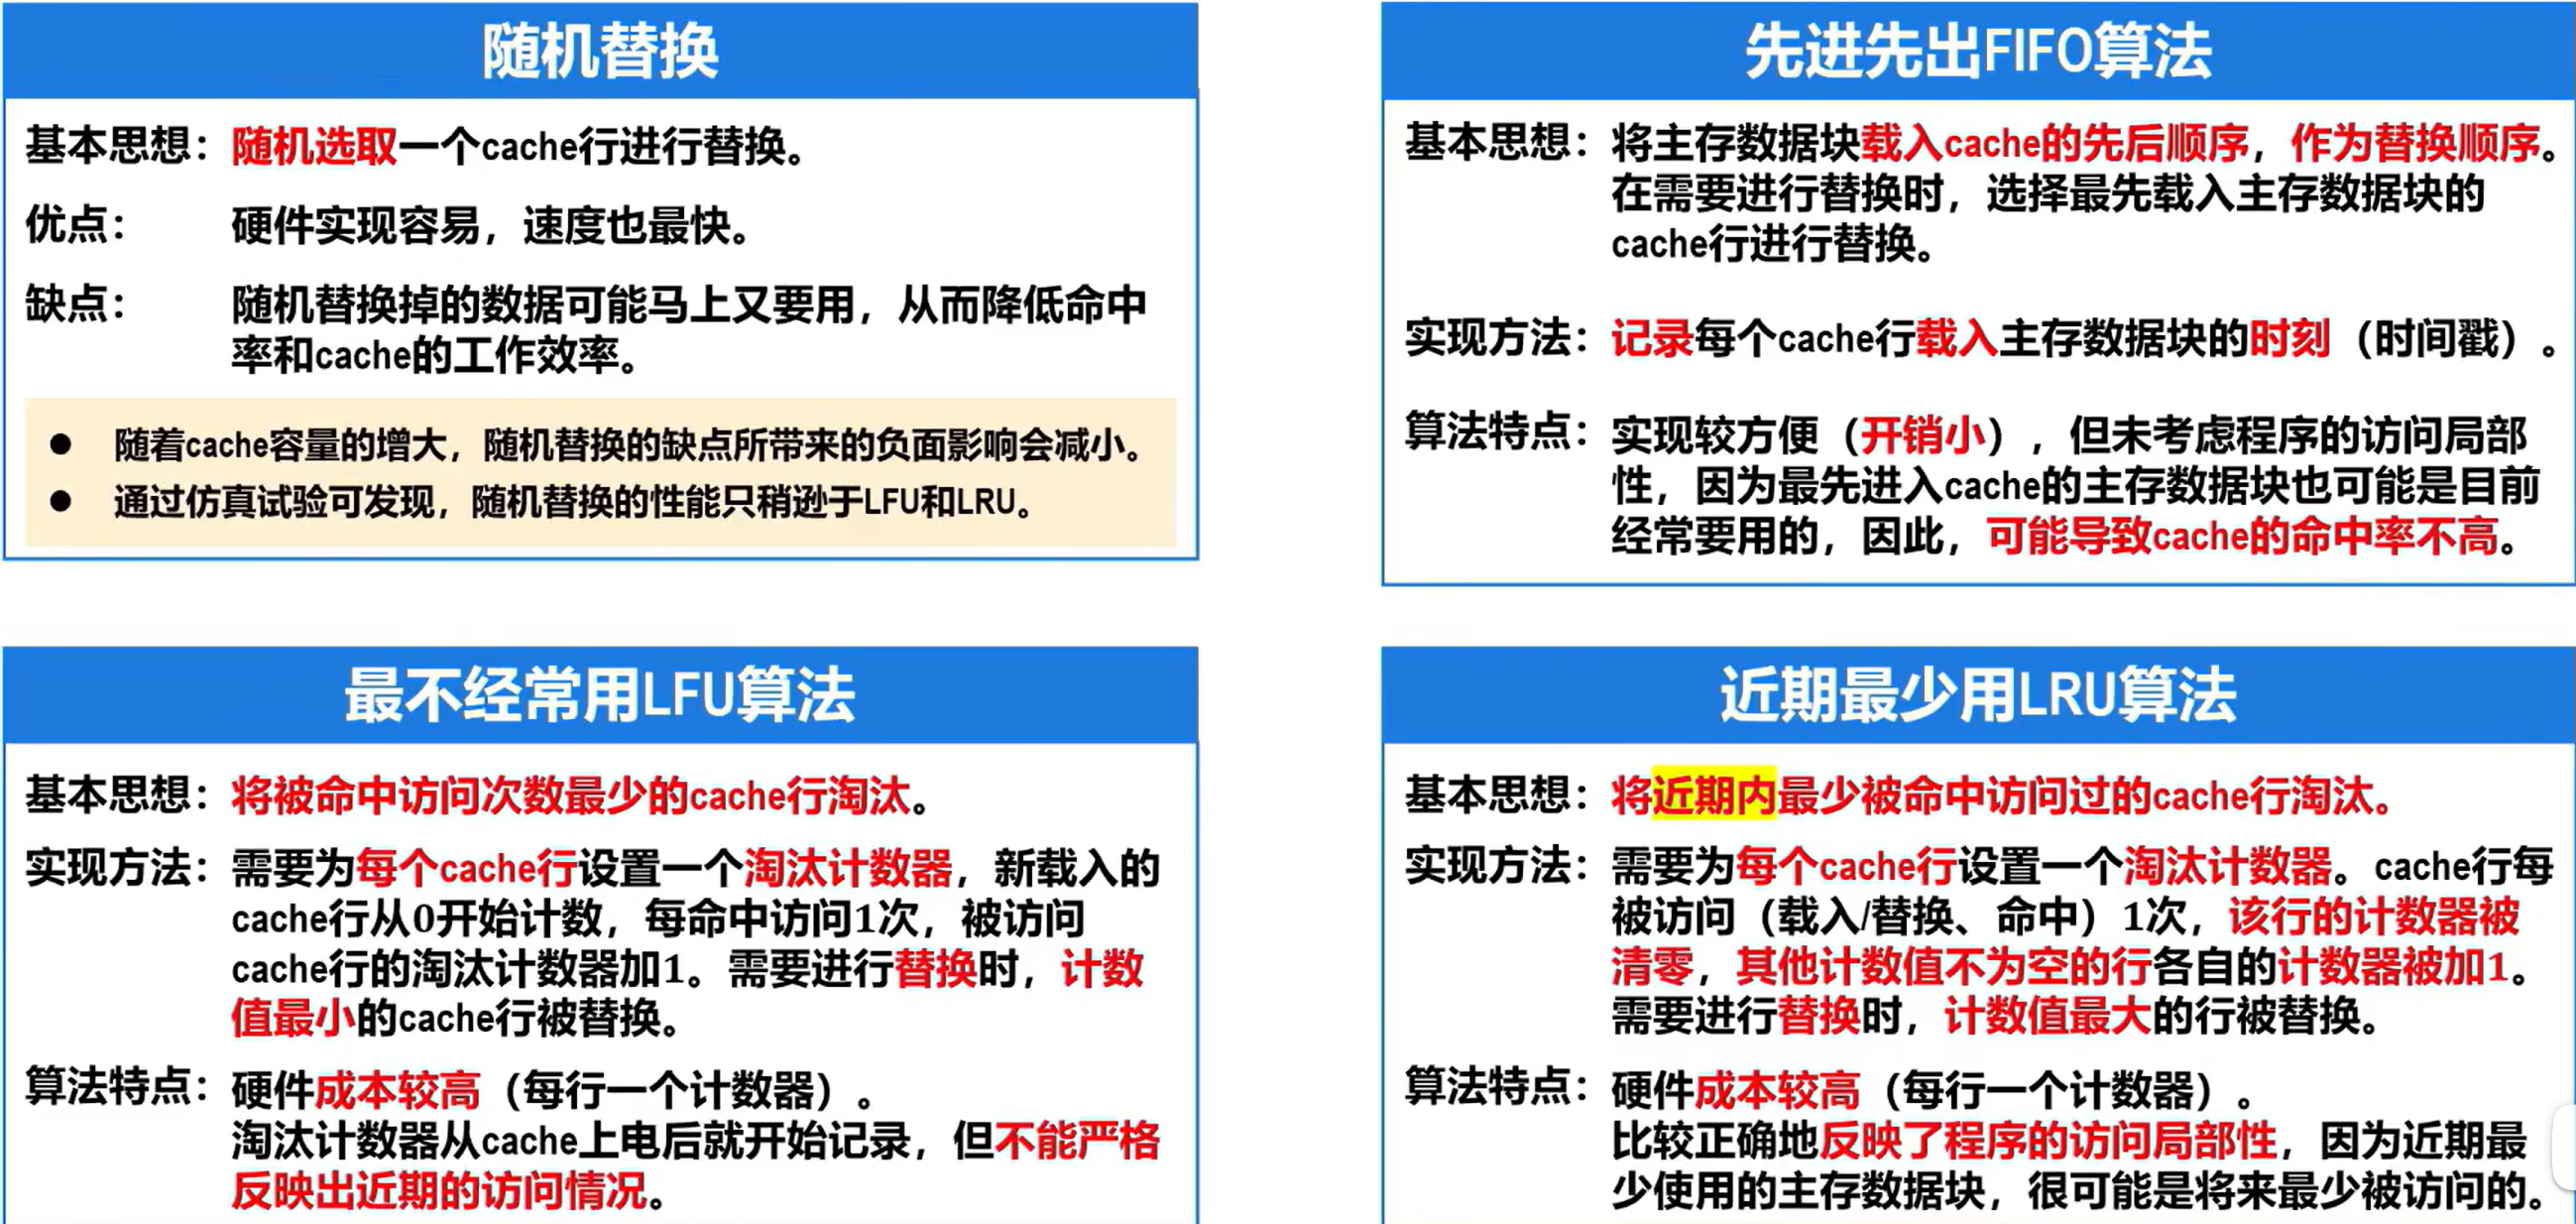 随机替换
基本思想：随机选取一个cache行进行替换。
优点：硬件实现容易，速度也最快。
缺点：随机替换掉的数据可能马上又要用，从而降低命中
率和cache的工作效率。
● 随着cache容量的增大，随机替换的缺点所带来的负面影响会减小。
● 通过仿真试验可发现，随机替换的性能只稍逊于LFU和LRU。
先进先出FIFO算法
基本思想：将主存数据块载入cache的先后顺序，作为替换顺序。
在需要进行替换时，选择最先载入主存数据块的
cache行进行替换。
实现方法：记录每个cache行载入主存数据块的时刻（时间戳）。
算法特点：实现较方便（开销小），但未考虑程序的访问局部
性，因为最先进入cache的主存数据块也可能是目前
经常要用的，因此，可能导致cache的命中率不高。
最不经常用LFU算法
基本思想：将被命中访问次数最少的cache行淘汰。
实现方法：需要为每个cache行设置一个淘汰计数器，新载入的
cache行从0开始计数，每命中访问1次，被访问
cache行的淘汰计数器加1。需要进行替换时，计数
值最小的cache行被替换。
算法特点：硬件成本较高（每行一个计数器）。
淘汰计数器从cache上电后就开始记录，但不能严格
反映出近期的访问情况。
近期最少用LRU算法
基本思想：将近期内最少被命中访问过的cache行淘汰。
实现方法：需要为每个cache行设置一个淘汰计数器。cache行每
被访问（载入/替换、命中）1次，该行的计数器被
清零，其他计数值不为空的行各自的计数器被加1。
需要进行替换时，计数值最大的行被替换。
算法特点：硬件成本较高（每行一个计数器）。
比较正确地反映了程序的访问局部性，因为近期最
少使用的主存数据块，很可能是将来最少被访问的。